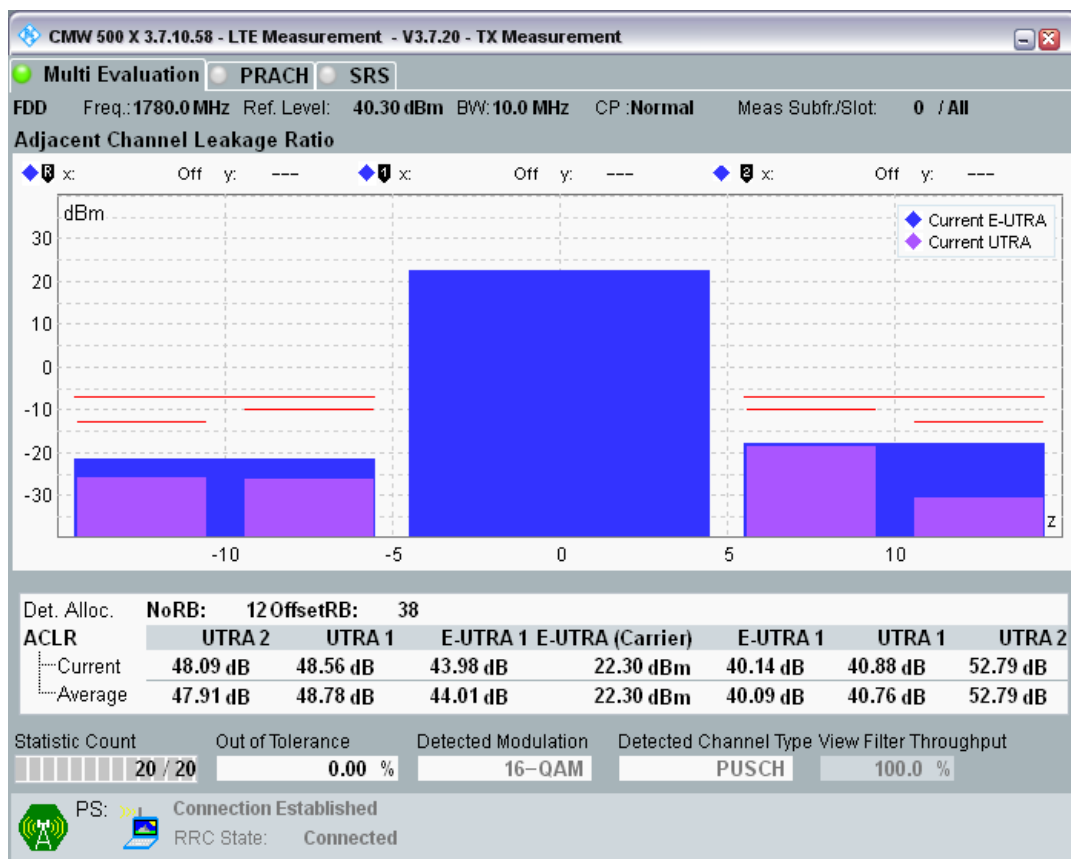 CMW 500 X 3.7.10.58 - LTE Measurement - V3.7.20 - TX Measurement
Multi Evaluation PRACH SRS
FDD Freq.: 1780.0 MHz Ref. Level: 40.30 dBm BW: 10.0 MHz CP :Normal Meas Subfr./Slot: 0 / All
Adjacent Channel Leakage Ratio
R x: Off y: --- 1 x: Off y: --- 2 x: Off y: ---
dBm
Current E-UTRA
Current UTRA
30
20
10
0
-10
-20
-30
z
-10 -5 0 5 10
Det. Alloc. NoRB: 12 OffsetRB: 38
ACLR UTRA 2 UTRA 1 E-UTRA 1 E-UTRA (Carrier) E-UTRA 1 UTRA 1 UTRA 2
Current 48.09 dB 48.56 dB 43.98 dB 22.30 dBm 40.14 dB 40.88 dB 52.79 dB
Average 47.91 dB 48.78 dB 44.01 dB 22.30 dBm 40.09 dB 40.76 dB 52.79 dB
Statistic Count Out of Tolerance Detected Modulation Detected Channel Type View Filter Throughput
20 / 20 0.00 % 16-QAM PUSCH 100.0 %
PS: Connection Established
RRC State: Connected